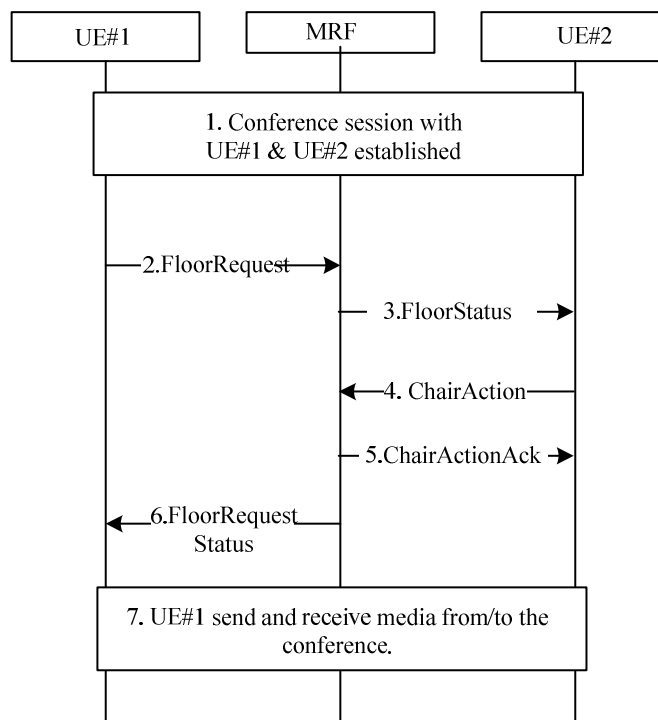 UE#1
MRF
UE#2
1. Conference session with
UE#1 & UE#2 established
2.FloorRequest
3.FloorStatus
4. ChairAction
5.ChairActionAck
6.FloorRequest
Status
7. UE#1 send and receive media from/to the
conference.